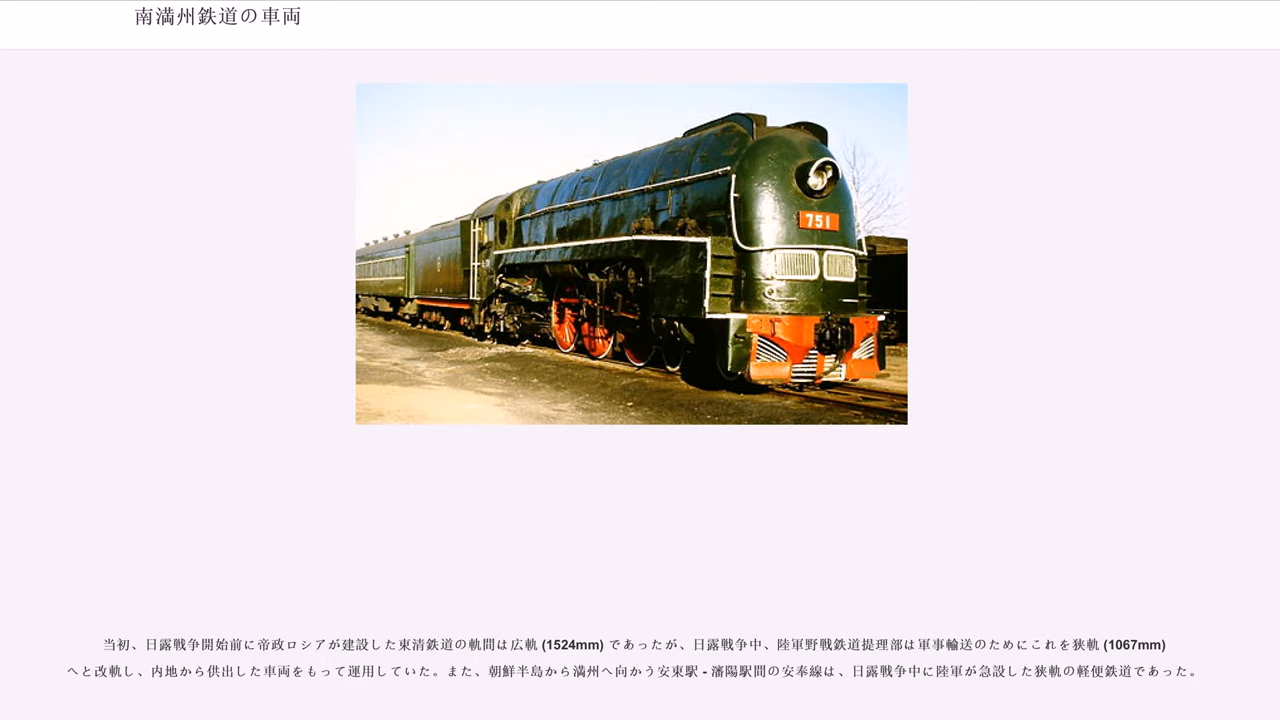 南満州鉄道の車両
751
当初、日露戦争開始前に帝政ロシアが建設した東清鉄道の軌間は広軌 (1524mm) であったが、日露戦争中、陸軍野戦鉄道提理部は軍事輸送のためにこれを狭軌 (1067mm)
へと改軌し、内地から供出した車両をもって運用していた。また、朝鮮半島から満州へ向かう安東駅 - 瀋陽駅間の安奉線は、日露戦争中に陸軍が急設した狭軌の軽便鉄道であった。